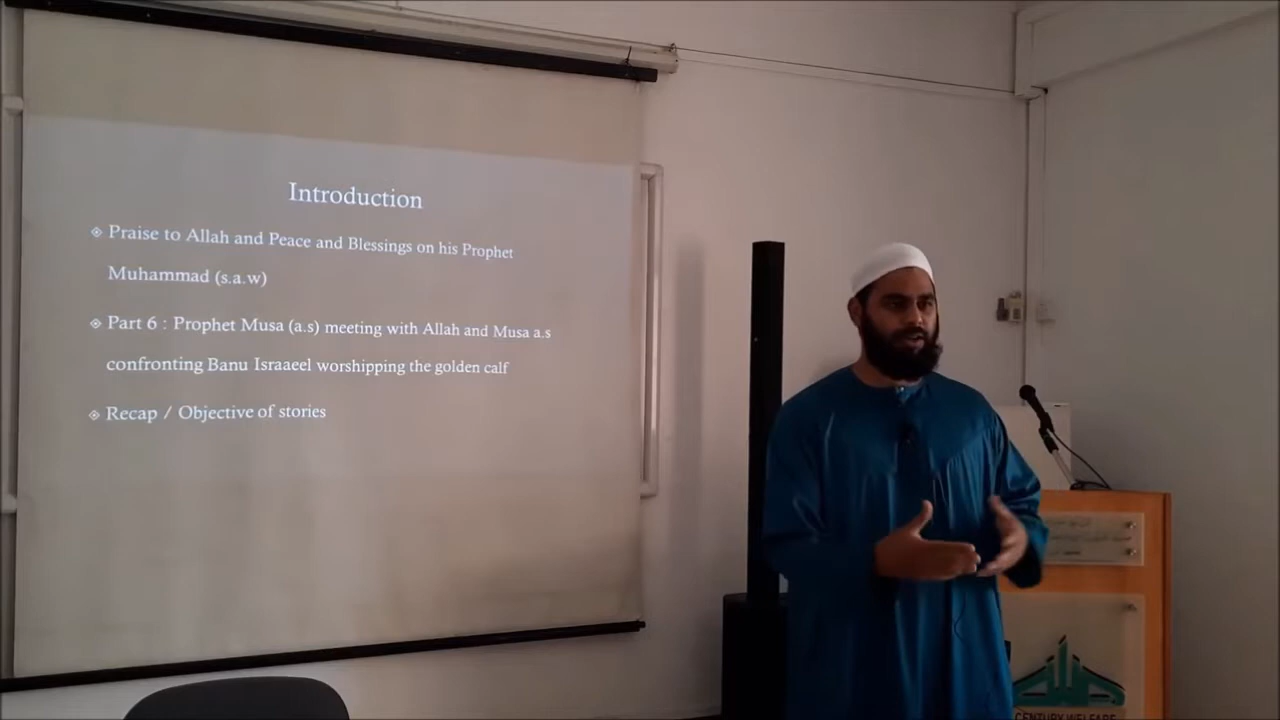 Introduction
Praise to Allah and Peace and Blessings on his Prophet
Muhammad (s.a.w)
Part 6 : Prophet Musa (a.s) meeting with Allah and Musa a.s
confronting Banu Israaeel worshipping the golden calf
Recap / Objective of stories
CENTURY WELFARE